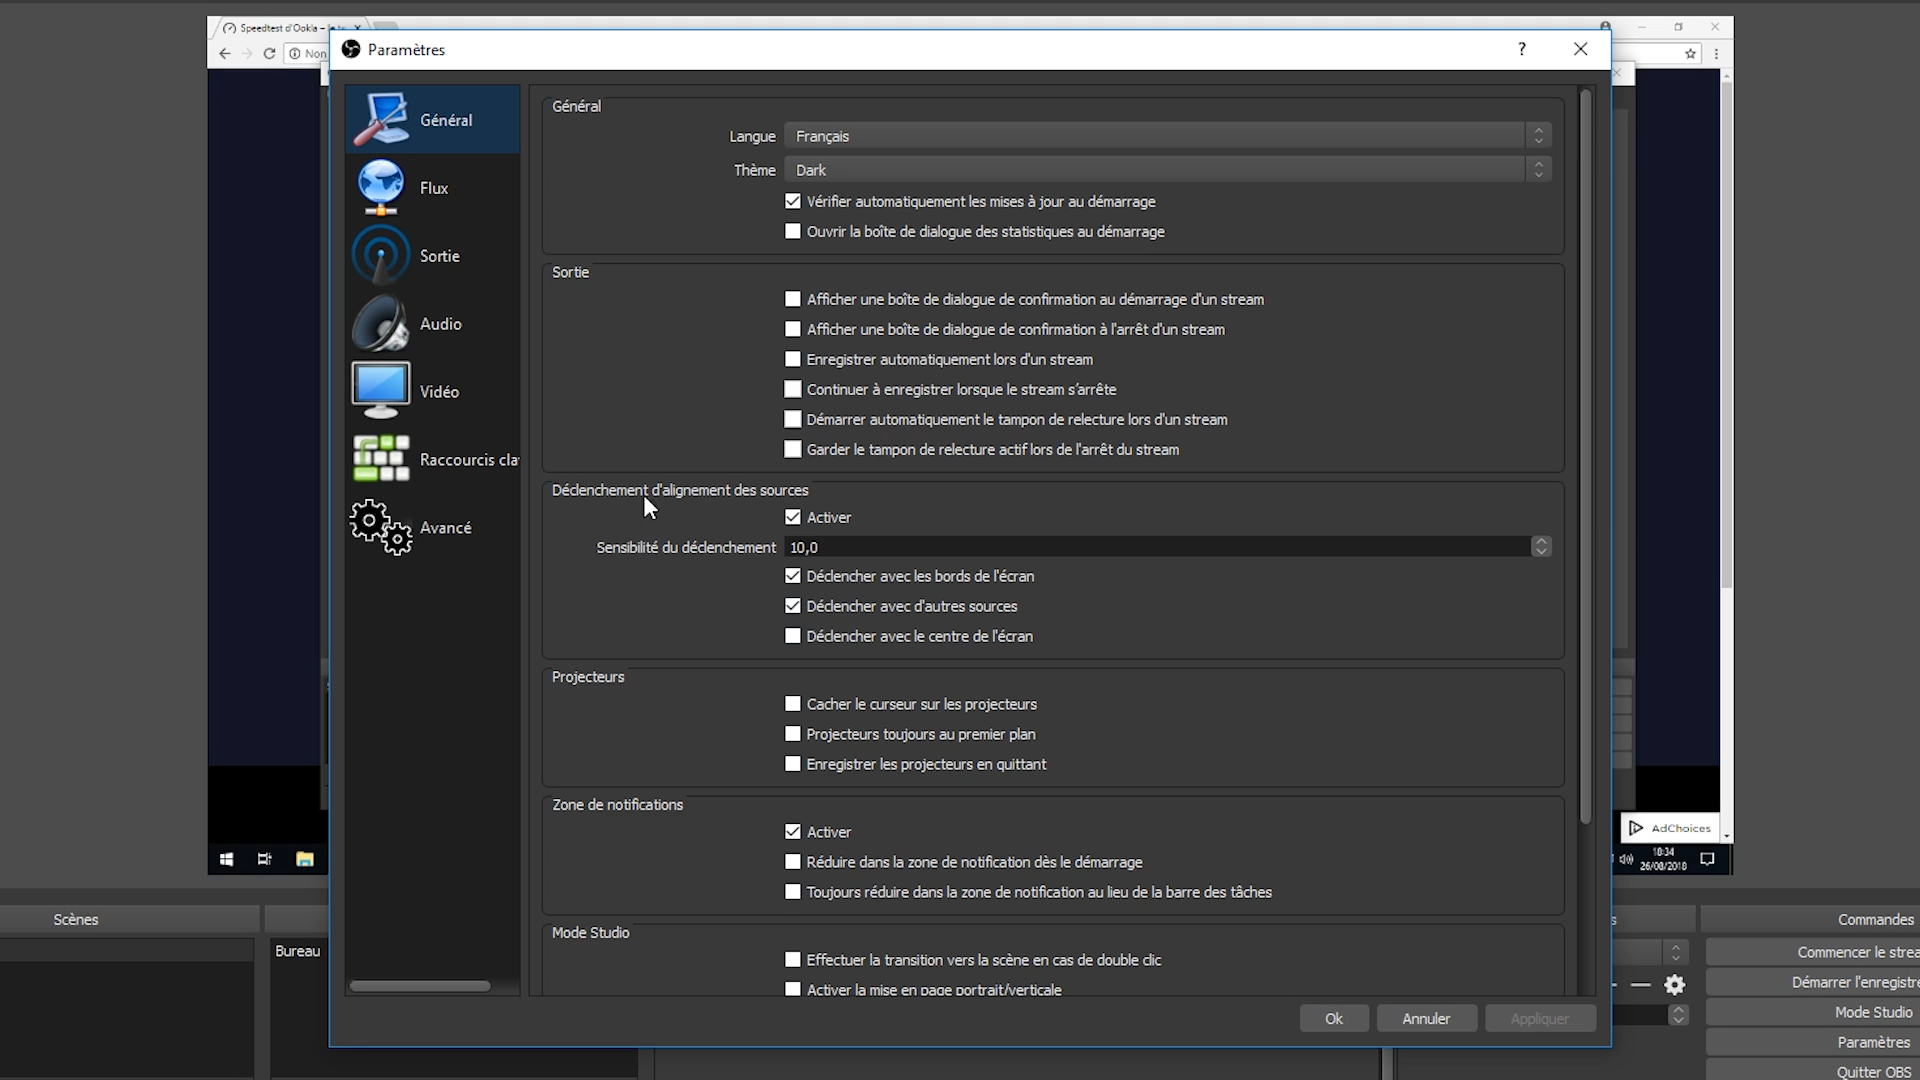 Speedtest d'Ookla –
Non
Paramètres
?
Général
Flux
Sortie
Audio
Vidéo
Raccourcis cla
Avancé
Général
Langue Français
Thème Dark
Vérifier automatiquement les mises à jour au démarrage
Ouvrir la boîte de dialogue des statistiques au démarrage
Sortie
Afficher une boîte de dialogue de confirmation au démarrage d'un stream
Afficher une boîte de dialogue de confirmation à l'arrêt d'un stream
Enregistrer automatiquement lors d'un stream
Continuer à enregistrer lorsque le stream s'arrête
Démarrer automatiquement le tampon de relecture lors d'un stream
Garder le tampon de relecture actif lors de l'arrêt du stream
Déclenchement d'alignement des sources
Activer
Sensibilité du déclenchement 10,0
Déclencher avec les bords de l'écran
Déclencher avec d'autres sources
Déclencher avec le centre de l'écran
Projecteurs
Cacher le curseur sur les projecteurs
Projecteurs toujours au premier plan
Enregistrer les projecteurs en quittant
Zone de notifications
Activer
Réduire dans la zone de notification dès le démarrage
Toujours réduire dans la zone de notification au lieu de la barre des tâches
Mode Studio
Effectuer la transition vers la scène en cas de double clic
Activer la mise en page portrait/verticale
Ok Annuler Appliquer
AdChoices
18:34
26/08/2018
Scènes
Bureau
s
Commandes
Commencer le strea
Démarrer l'enregistre
Mode Studio
Paramètres
Quitter OBS